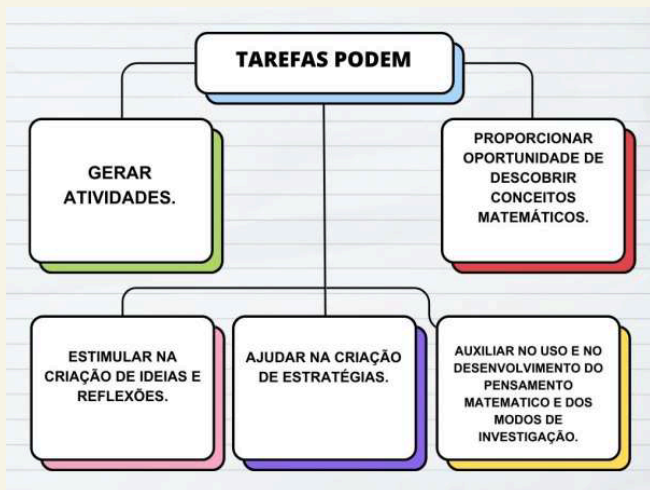 TAREFAS PODEM
GERAR
ATIVIDADES.
PROPORCIONAR
OPORTUNIDADE DE
DESCOBRIR
CONCEITOS
MATEMÁTICOS.
ESTIMULAR NA
CRIAÇÃO DE IDEIAS E
REFLEXÕES.
AJUDAR NA CRIAÇÃO
DE ESTRATÉGIAS.
AUXILIAR NO USO E NO
DESENVOLVIMENTO DO
PENSAMENTO
MATEMATICO E DOS
MODOS DE
INVESTIGAÇÃO.